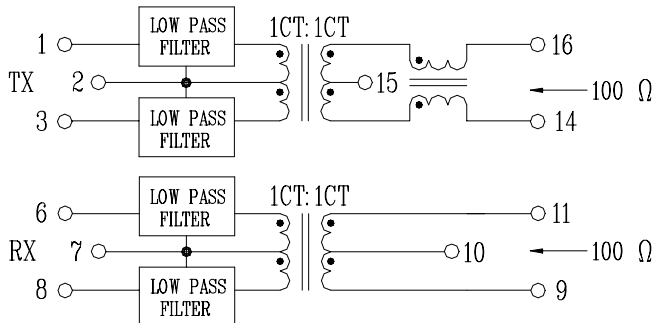 LOW PASS
FILTER
1CT: 1CT
1
16
TX
2
15
100 Ω
3
LOW PASS
FILTER
14
LOW PASS
FILTER
1CT: 1CT
6
11
RX
7
10
100 Ω
8
LOW PASS
FILTER
9